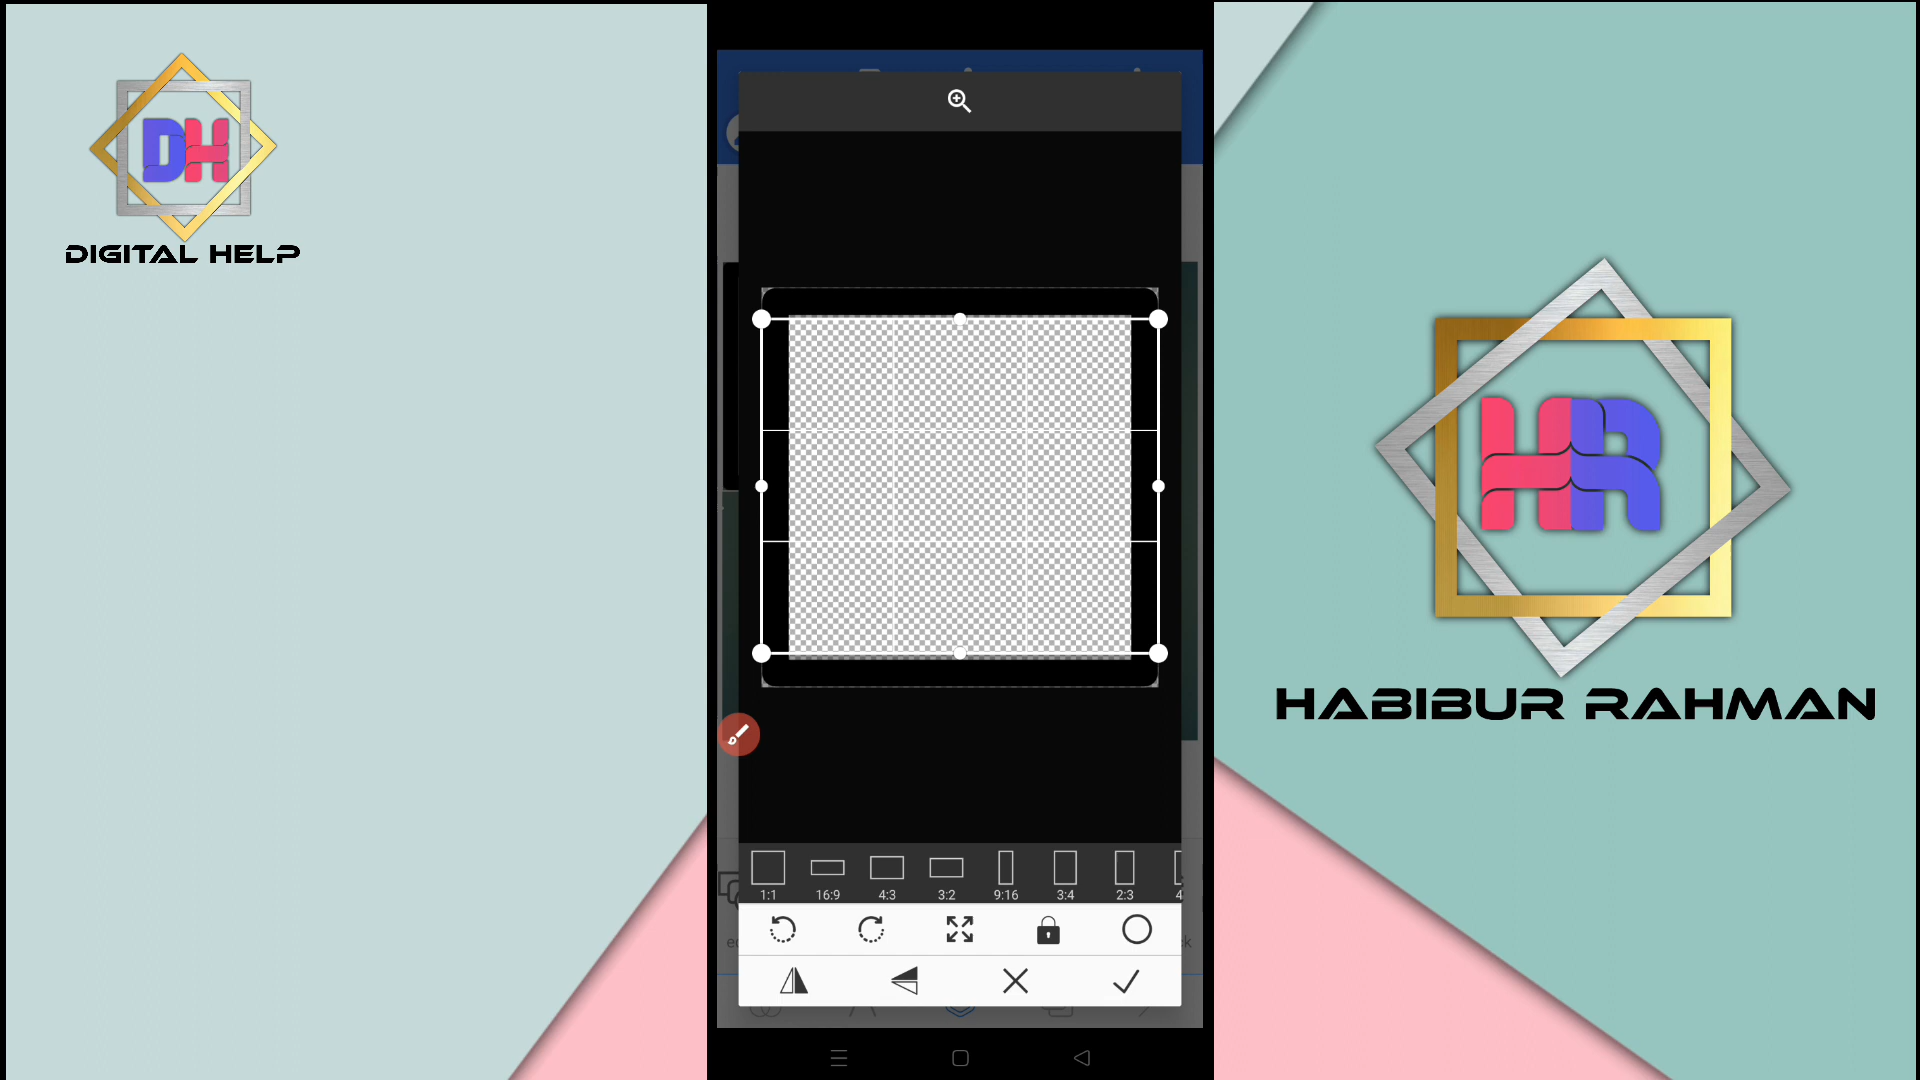 DH
DIGITAL HELP
1:1 16:9 4:3 3:2 9:16 3:4 2:3 4
HR
HABIBUR RAHMAN